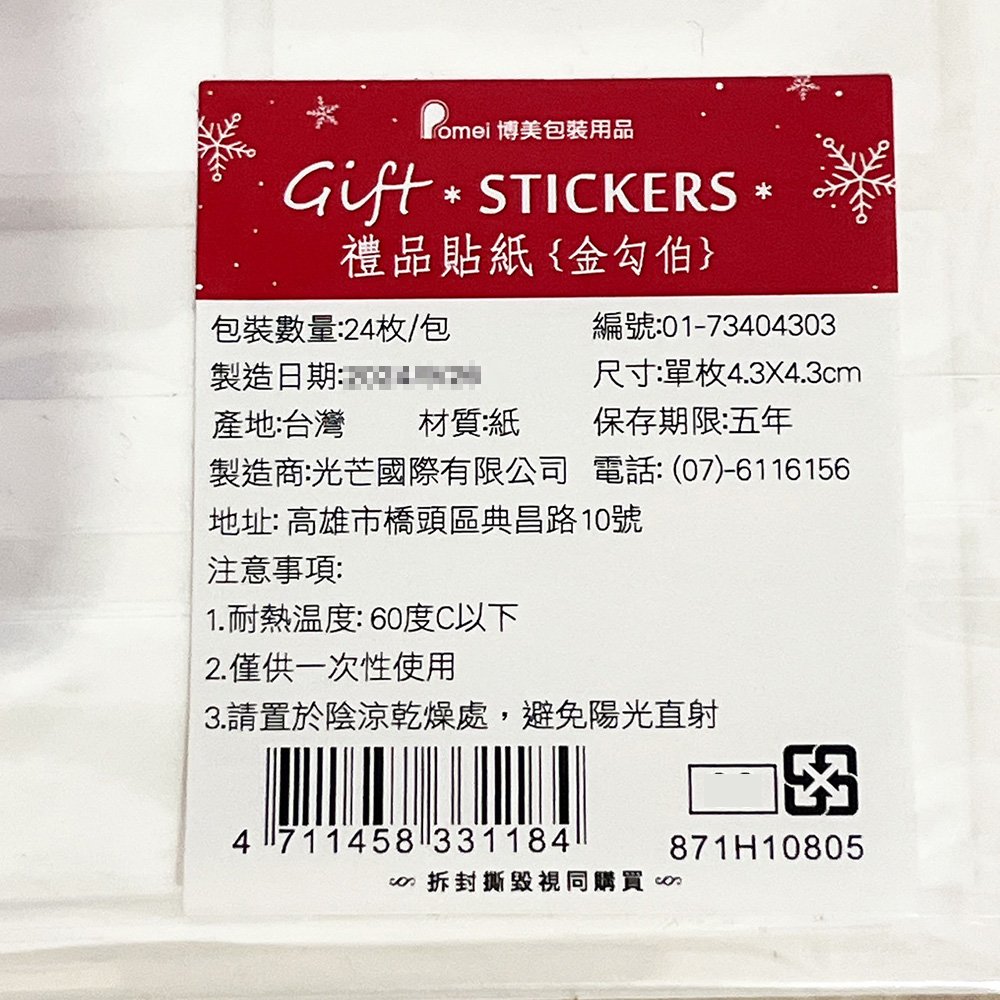 Pomei 博美包裝用品
Gift * STICKERS *
禮品貼紙{金勾伯}
包裝數量:24枚/包 編號:01-73404303
製造日期: 尺寸:單枚4.3X4.3cm
產地:台灣 材質:紙 保存期限:五年
製造商:光芒國際有限公司 電話: (07)-6116156
地址: 高雄市橋頭區典昌路10號
注意事項:
1.耐熱温度: 60度C以下
2.僅供一次性使用
3.請置於陰涼乾燥處，避免陽光直射
4 711458 331184
871H10805
拆封撕毀視同購買